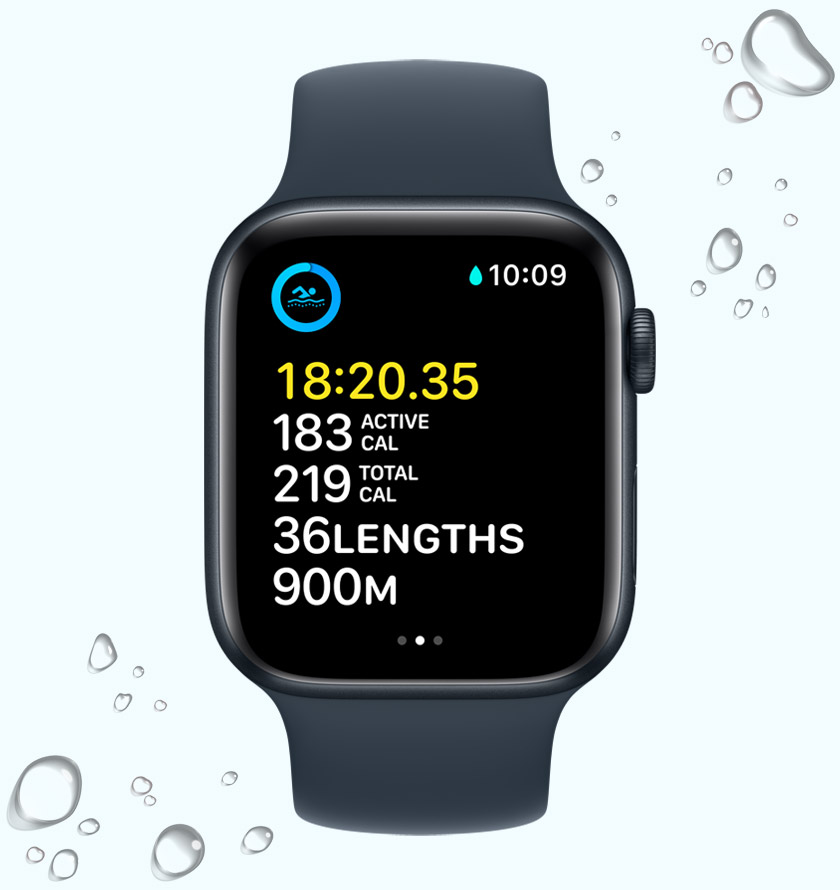 10:09
18:20.35
183 ACTIVE CAL
219 TOTAL CAL
36LENGTHS
900M